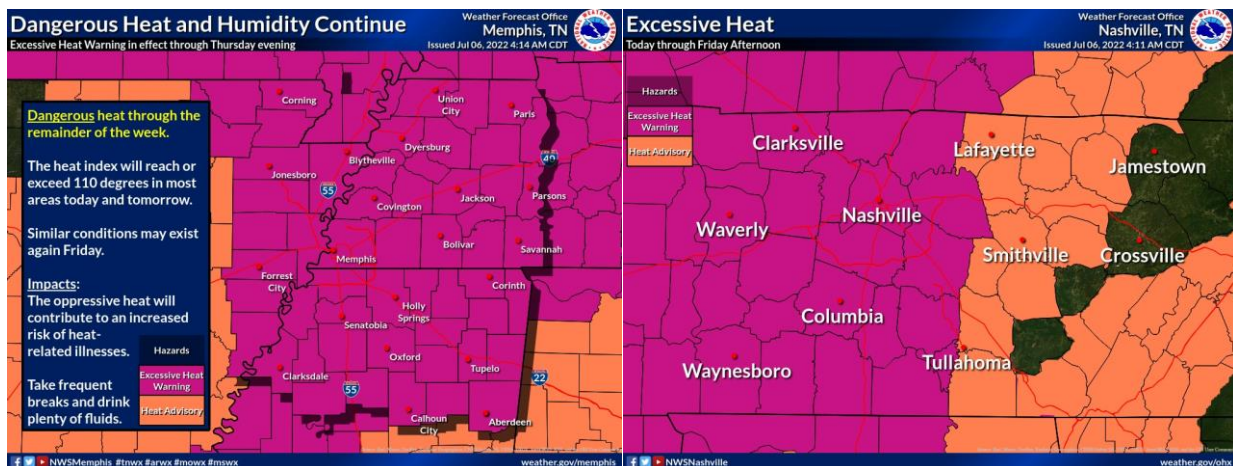 Dangerous Heat and Humidity Continue
Excessive Heat Warning in effect through Thursday evening
Weather Forecast Office
Memphis, TN
Issued Jul 06, 2022 4:14 AM CDT
Dangerous heat through the
remainder of the week.
The heat index will reach or
exceed 110 degrees in most
areas today and tomorrow.
Similar conditions may exist
again Friday.
Impacts:
The oppressive heat will
contribute to an increased
risk of heat-
related illnesses.
Take frequent
breaks and drink
plenty of fluids.
Hazards
Excessive Heat
Warning
Heat Advisory
Corning
Union
City
Paris
Dyersburg
Blytheville
40
Jonesboro
55
Covington
Jackson
Parsons
Bolivar
Savannah
Memphis
Forrest
City
Corinth
Holly
Springs
Senatobia
Oxford
Tupelo
Clarksdale
55
22
Calhoun
City
Aberdeen
NWSMemphis #tnwx #arwx #mowx #mswx
weather.gov/memphis
Excessive Heat
Today through Friday Afternoon
Weather Forecast Office
Nashville, TN
Issued Jul 06, 2022 4:11 AM CDT
Hazards
Excessive Heat
Warning
Heat Advisory
Clarksville
Lafayette
Jamestown
Nashville
Waverly
Smithville
Crossville
Columbia
Tullahoma
Waynesboro
NWSNashville
weather.gov/ohx